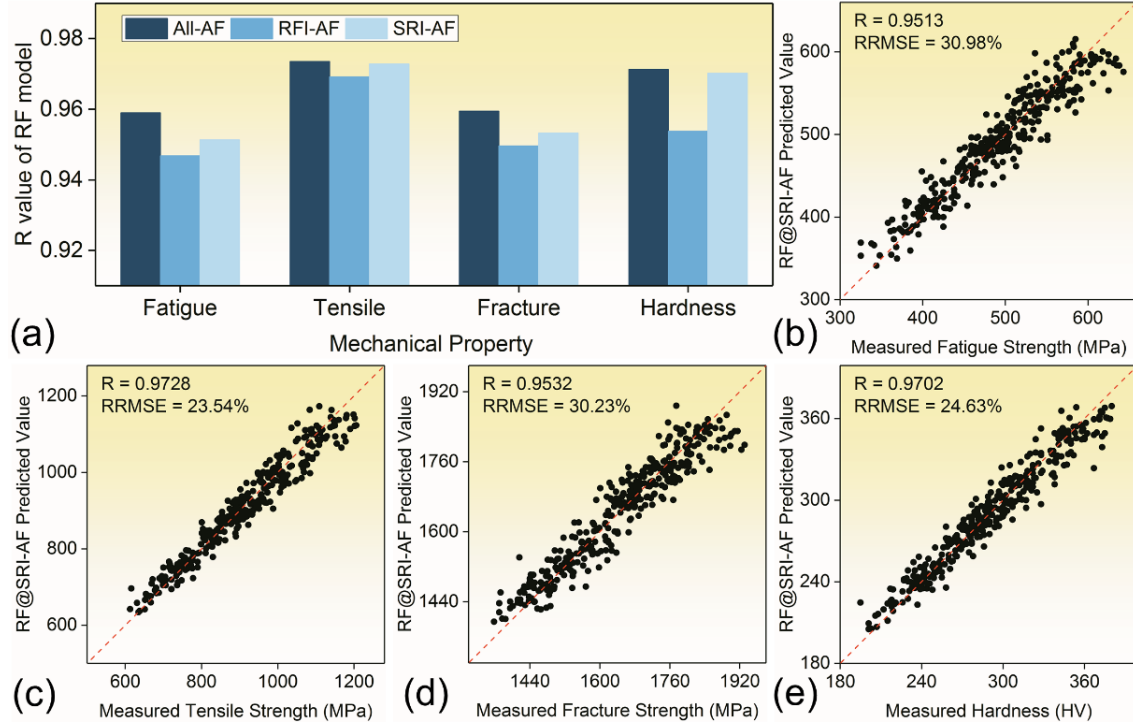 All-AF RFI-AF SRI-AF
R value of RF model
0.98
0.96
0.94
0.92
Fatigue Tensile Fracture Hardness
Mechanical Property
(a)
R = 0.9513
RRMSE = 30.98%
RF@SRI-AF Predicted Value
600
500
400
300
300 400 500 600
Measured Fatigue Strength (MPa)
(b)
R = 0.9728
RRMSE = 23.54%
RF@SRI-AF Predicted Value
1200
1000
800
600
600 800 1000 1200
Measured Tensile Strength (MPa)
(c)
R = 0.9532
RRMSE = 30.23%
RF@SRI-AF Predicted Value
1920
1760
1600
1440
1440 1600 1760 1920
Measured Fracture Strength (MPa)
(d)
R = 0.9702
RRMSE = 24.63%
RF@SRI-AF Predicted Value
360
300
240
180
180 240 300 360
Measured Hardness (HV)
(e)